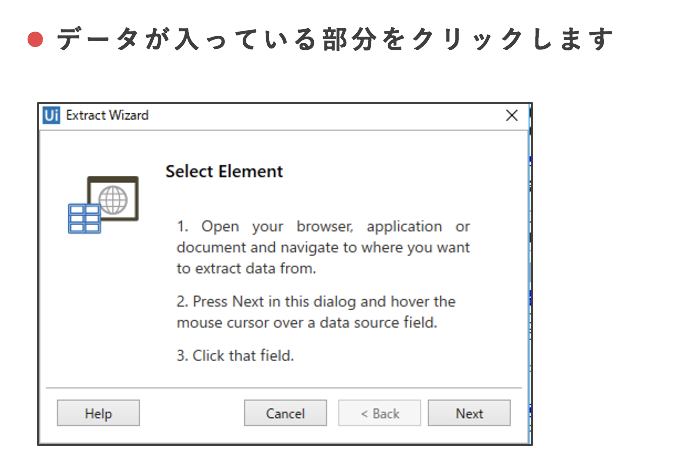 データが入っている部分をクリックします
Ui Extract Wizard
Select Element
1. Open your browser, application or
document and navigate to where you want
to extract data from.
2. Press Next in this dialog and hover the
mouse cursor over a data source field.
3. Click that field.
Help Cancel < Back Next